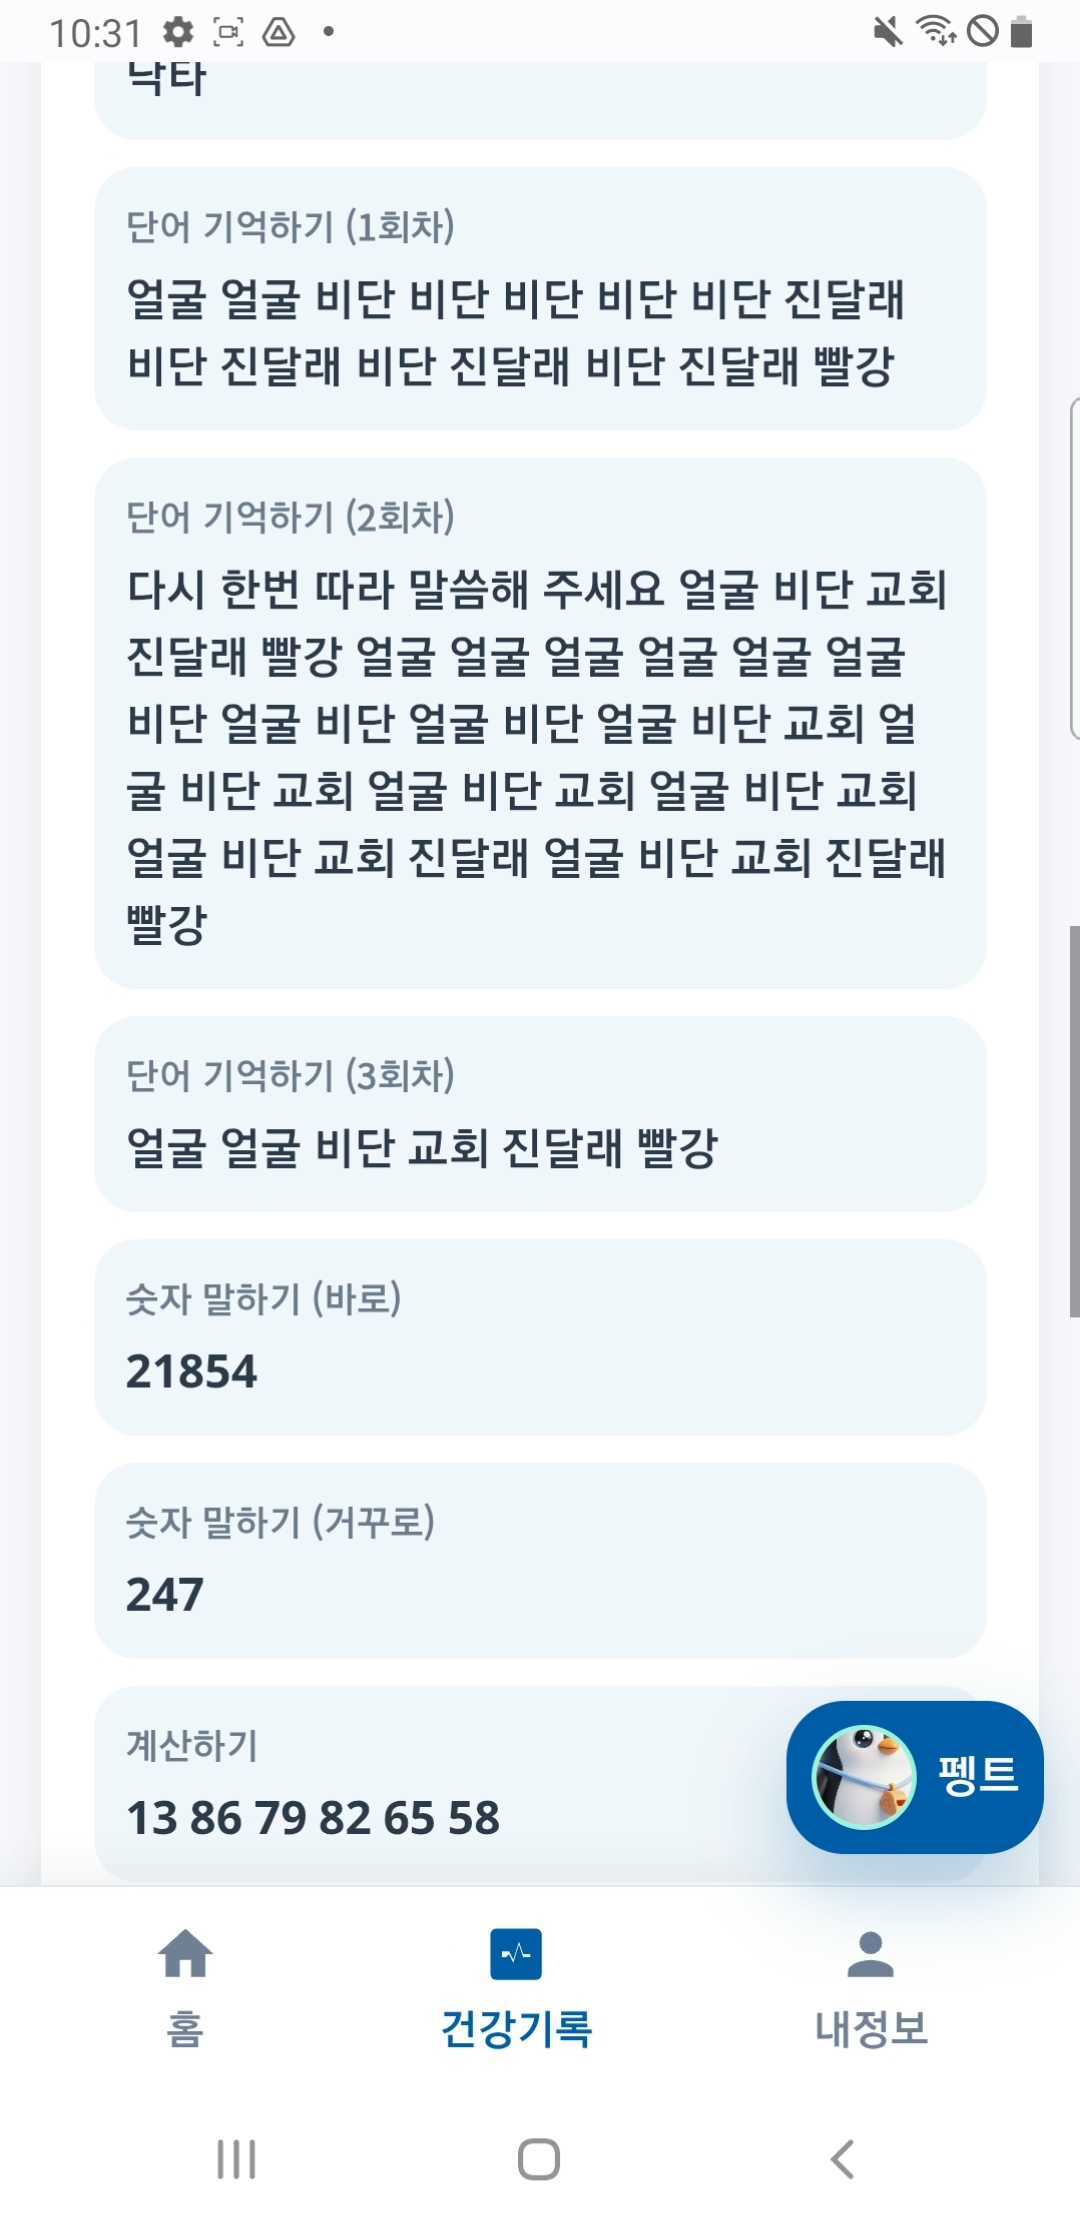 10:31
낙타
단어 기억하기 (1회차)
얼굴 얼굴 비단 비단 비단 비단 비단 진달래
비단 진달래 비단 진달래 비단 진달래 빨강
단어 기억하기 (2회차)
다시 한번 따라 말씀해 주세요 얼굴 비단 교회
진달래 빨강 얼굴 얼굴 얼굴 얼굴 얼굴 얼굴
비단 얼굴 비단 얼굴 비단 얼굴 비단 교회 얼
굴 비단 교회 얼굴 비단 교회 얼굴 비단 교회
얼굴 비단 교회 진달래 얼굴 비단 교회 진달래
빨강
단어 기억하기 (3회차)
얼굴 얼굴 비단 교회 진달래 빨강
숫자 말하기 (바로)
21854
숫자 말하기 (거꾸로)
247
계산하기
13 86 79 82 65 58
펭트
홈
건강기록
내정보